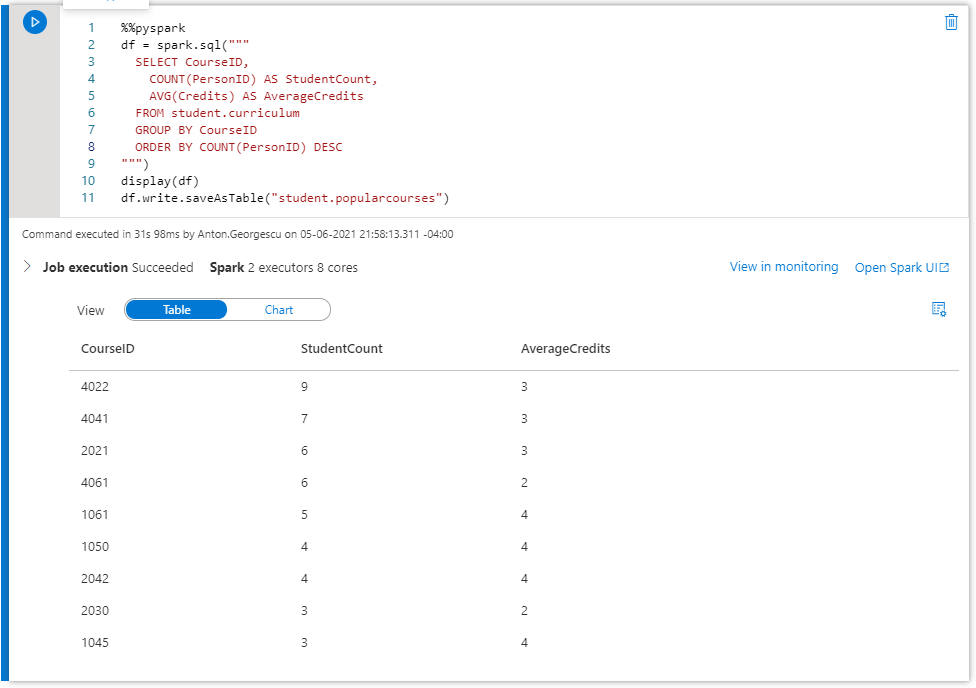 1 %%pyspark
2 df = spark.sql("""
3 SELECT CourseID,
4 COUNT(PersonID) AS StudentCount,
5 AVG(Credits) AS AverageCredits
6 FROM student.curriculum
7 GROUP BY CourseID
8 ORDER BY COUNT(PersonID) DESC
9 """)
10 display(df)
11 df.write.saveAsTable("student.popularcourses")
Command executed in 31s 98ms by Anton.Georgescu on 05-06-2021 21:58:13.311 -04:00
Job execution Succeeded Spark 2 executors 8 cores View in monitoring Open Spark UI
View Table Chart
CourseID StudentCount AverageCredits
4022 9 3
4041 7 3
2021 6 3
4061 6 2
1061 5 4
1050 4 4
2042 4 4
2030 3 2
1045 3 4